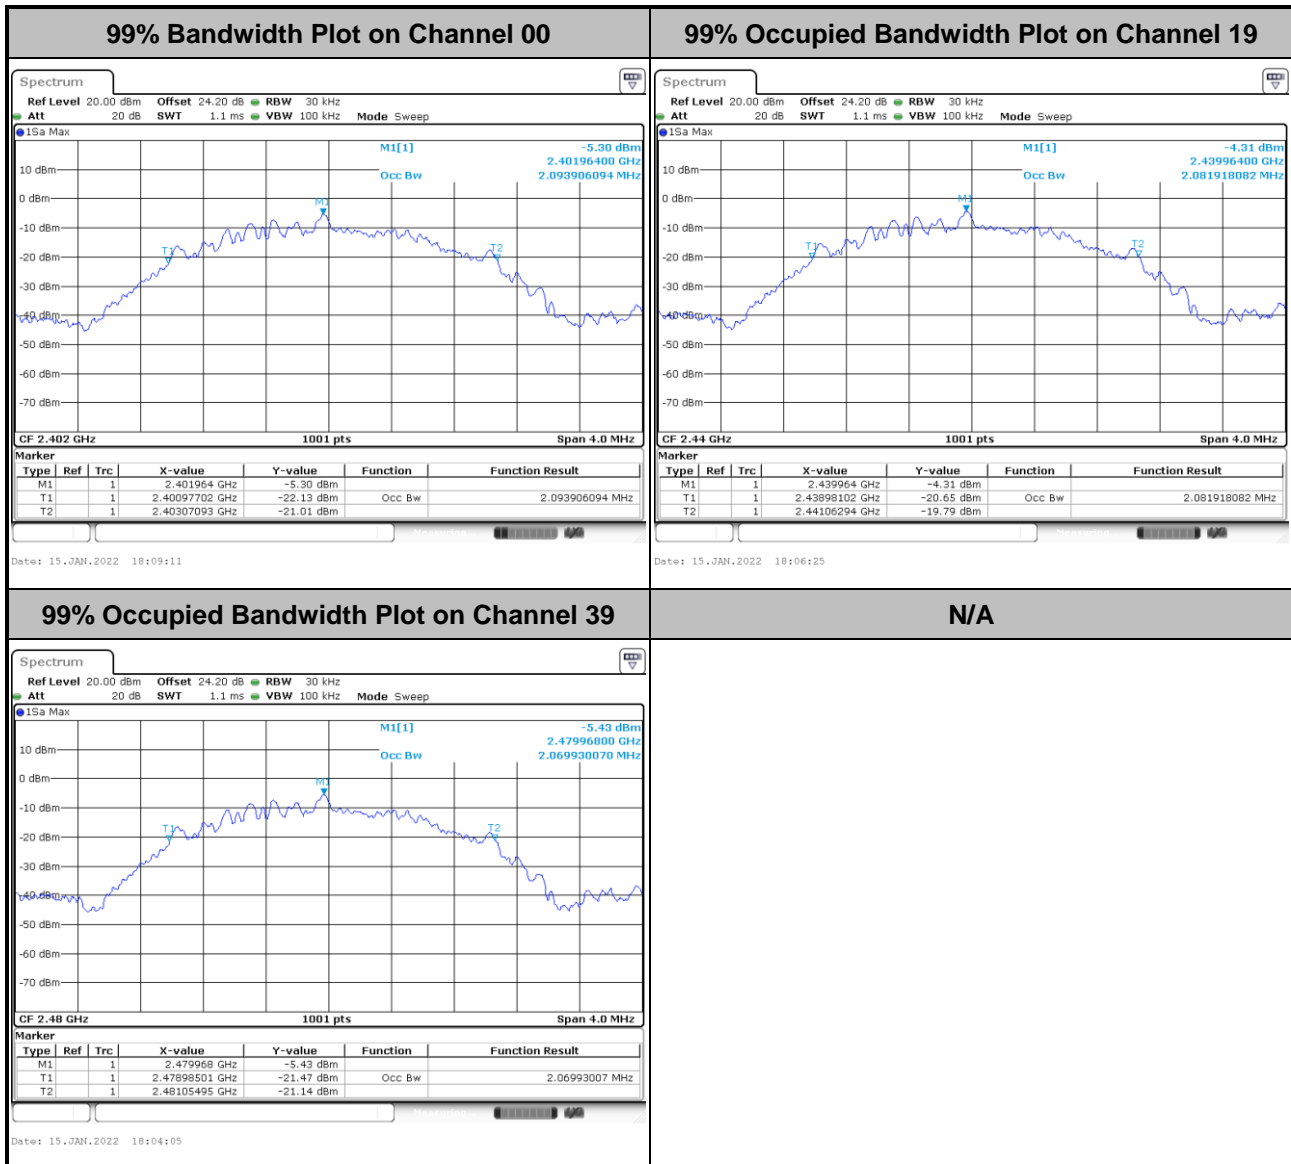 99% Bandwidth Plot on Channel 00
Spectrum
Ref Level 20.00 dBm Offset 24.20 dB RBW 30 kHz
Att 20 dB SWT 1.1 ms VBW 100 kHz Mode Sweep
1Sa Max
M1[1] -5.30 dBm
2.40196400 GHz
Occ Bw 2.093906094 MHz
10 dBm
0 dBm
M1
-10 dBm
T1 T2
-20 dBm
-30 dBm
-40 dBm
-50 dBm
-60 dBm
-70 dBm
CF 2.402 GHz 1001 pts Span 4.0 MHz
Marker
Type Ref Trc X-value Y-value Function Function Result
M1 1 2.401964 GHz -5.30 dBm
T1 1 2.40097702 GHz -22.13 dBm Occ Bw 2.093906094 MHz
T2 1 2.40307093 GHz -21.01 dBm
Measuring...
Date: 15.JAN.2022 18:09:11
99% Occupied Bandwidth Plot on Channel 19
Spectrum
Ref Level 20.00 dBm Offset 24.20 dB RBW 30 kHz
Att 20 dB SWT 1.1 ms VBW 100 kHz Mode Sweep
1Sa Max
M1[1] -4.31 dBm
2.43996400 GHz
Occ Bw 2.081918082 MHz
10 dBm
0 dBm
M1
-10 dBm
T1 T2
-20 dBm
-30 dBm
-40 dBm
-50 dBm
-60 dBm
-70 dBm
CF 2.44 GHz 1001 pts Span 4.0 MHz
Marker
Type Ref Trc X-value Y-value Function Function Result
M1 1 2.439964 GHz -4.31 dBm
T1 1 2.43898102 GHz -20.65 dBm Occ Bw 2.081918082 MHz
T2 1 2.44106294 GHz -19.79 dBm
Measuring...
Date: 15.JAN.2022 18:06:25
99% Occupied Bandwidth Plot on Channel 39
Spectrum
Ref Level 20.00 dBm Offset 24.20 dB RBW 30 kHz
Att 20 dB SWT 1.1 ms VBW 100 kHz Mode Sweep
1Sa Max
M1[1] -5.43 dBm
2.47996800 GHz
Occ Bw 2.069930070 MHz
10 dBm
0 dBm
M1
-10 dBm
T1 T2
-20 dBm
-30 dBm
-40 dBm
-50 dBm
-60 dBm
-70 dBm
CF 2.48 GHz 1001 pts Span 4.0 MHz
Marker
Type Ref Trc X-value Y-value Function Function Result
M1 1 2.479968 GHz -5.43 dBm
T1 1 2.47898501 GHz -21.47 dBm Occ Bw 2.06993007 MHz
T2 1 2.48105495 GHz -21.14 dBm
Measuring...
Date: 15.JAN.2022 18:04:05
N/A